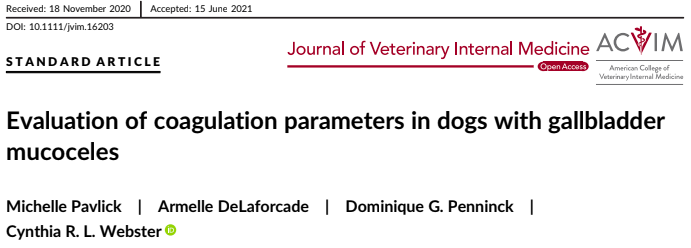 Received: 18 November 2020 | Accepted: 15 June 2021
DOI: 10.1111/jvim.16203
STANDARD ARTICLE
Journal of Veterinary Internal Medicine
Open Access
ACVIM
American College of
Veterinary Internal Medicine
Evaluation of coagulation parameters in dogs with gallbladder
mucoceles
Michelle Pavlick | Armelle DeLaforcade | Dominique G. Penninck |
Cynthia R. L. Webster iD